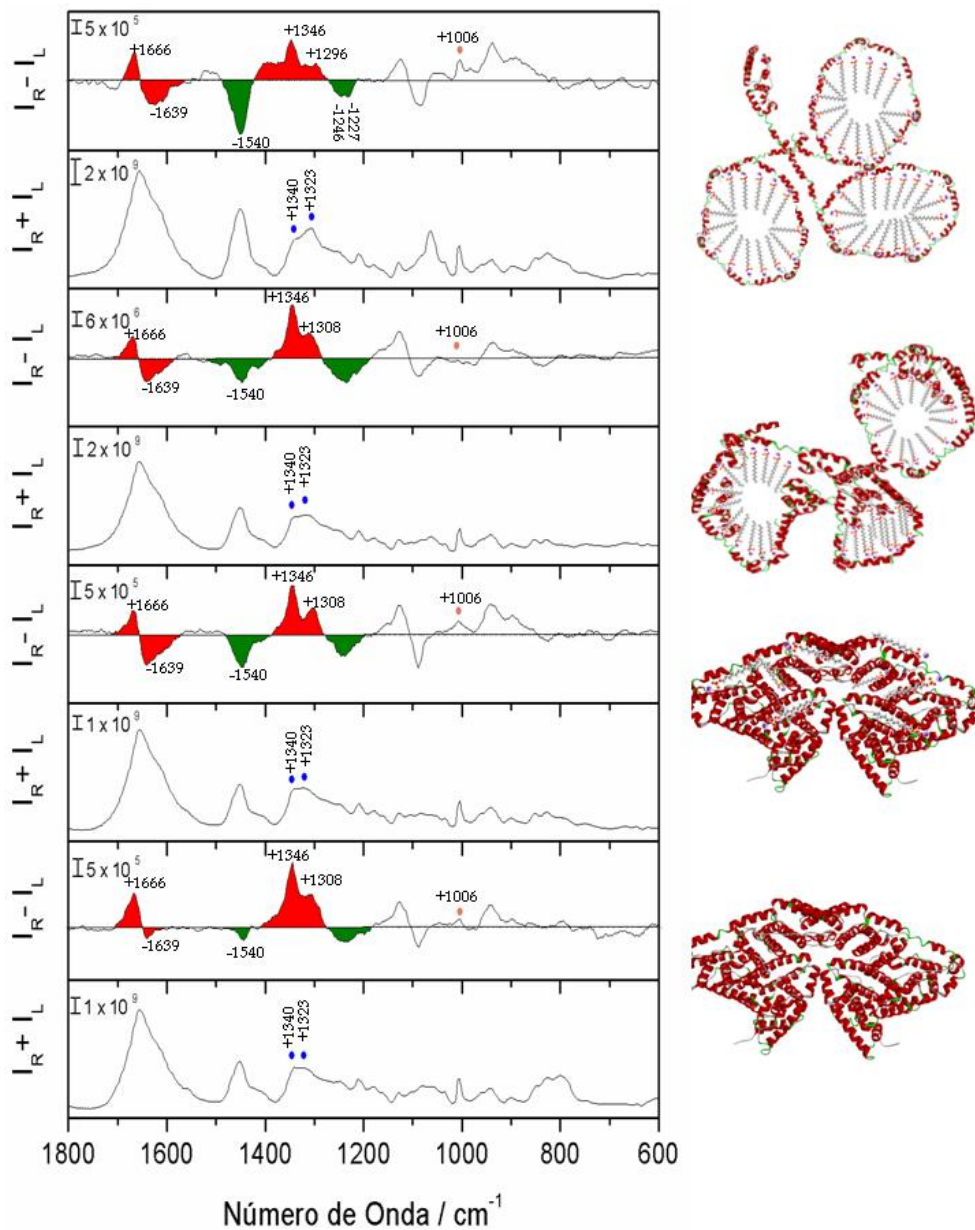 I_R - I_L
5 x 10^5
+1666
-1639
-1540
+1346
+1296
-1246
-1227
+1006
I_R + I_L
2 x 10^9
+1340
+1323
I_R - I_L
6 x 10^6
+1666
-1639
-1540
+1346
+1308
+1006
I_R + I_L
2 x 10^9
+1340
+1323
I_R - I_L
5 x 10^5
+1666
-1639
-1540
+1346
+1308
+1006
I_R + I_L
1 x 10^9
+1340
+1323
I_R - I_L
5 x 10^5
+1666
-1639
-1540
+1346
+1308
+1006
I_R + I_L
1 x 10^9
+1340
+1323
1800 1600 1400 1200 1000 800 600
Número de Onda / cm^-1